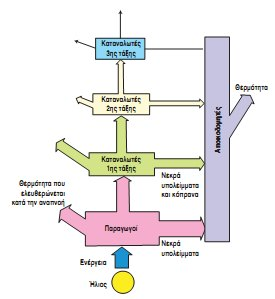 Καταναλωτές
3ης τάξης
Θερμότητα
Καταναλωτές
2ης τάξης
Αποικοδομητές
Καταναλωτές
1ης τάξης
Θερμότητα που
ελευθερώνεται
κατά την αναπνοή
Νεκρά
υπολείμματα
και κόπρανα
Παραγωγοί
Νεκρά
υπολείμματα
Ενέργεια
Ήλιος